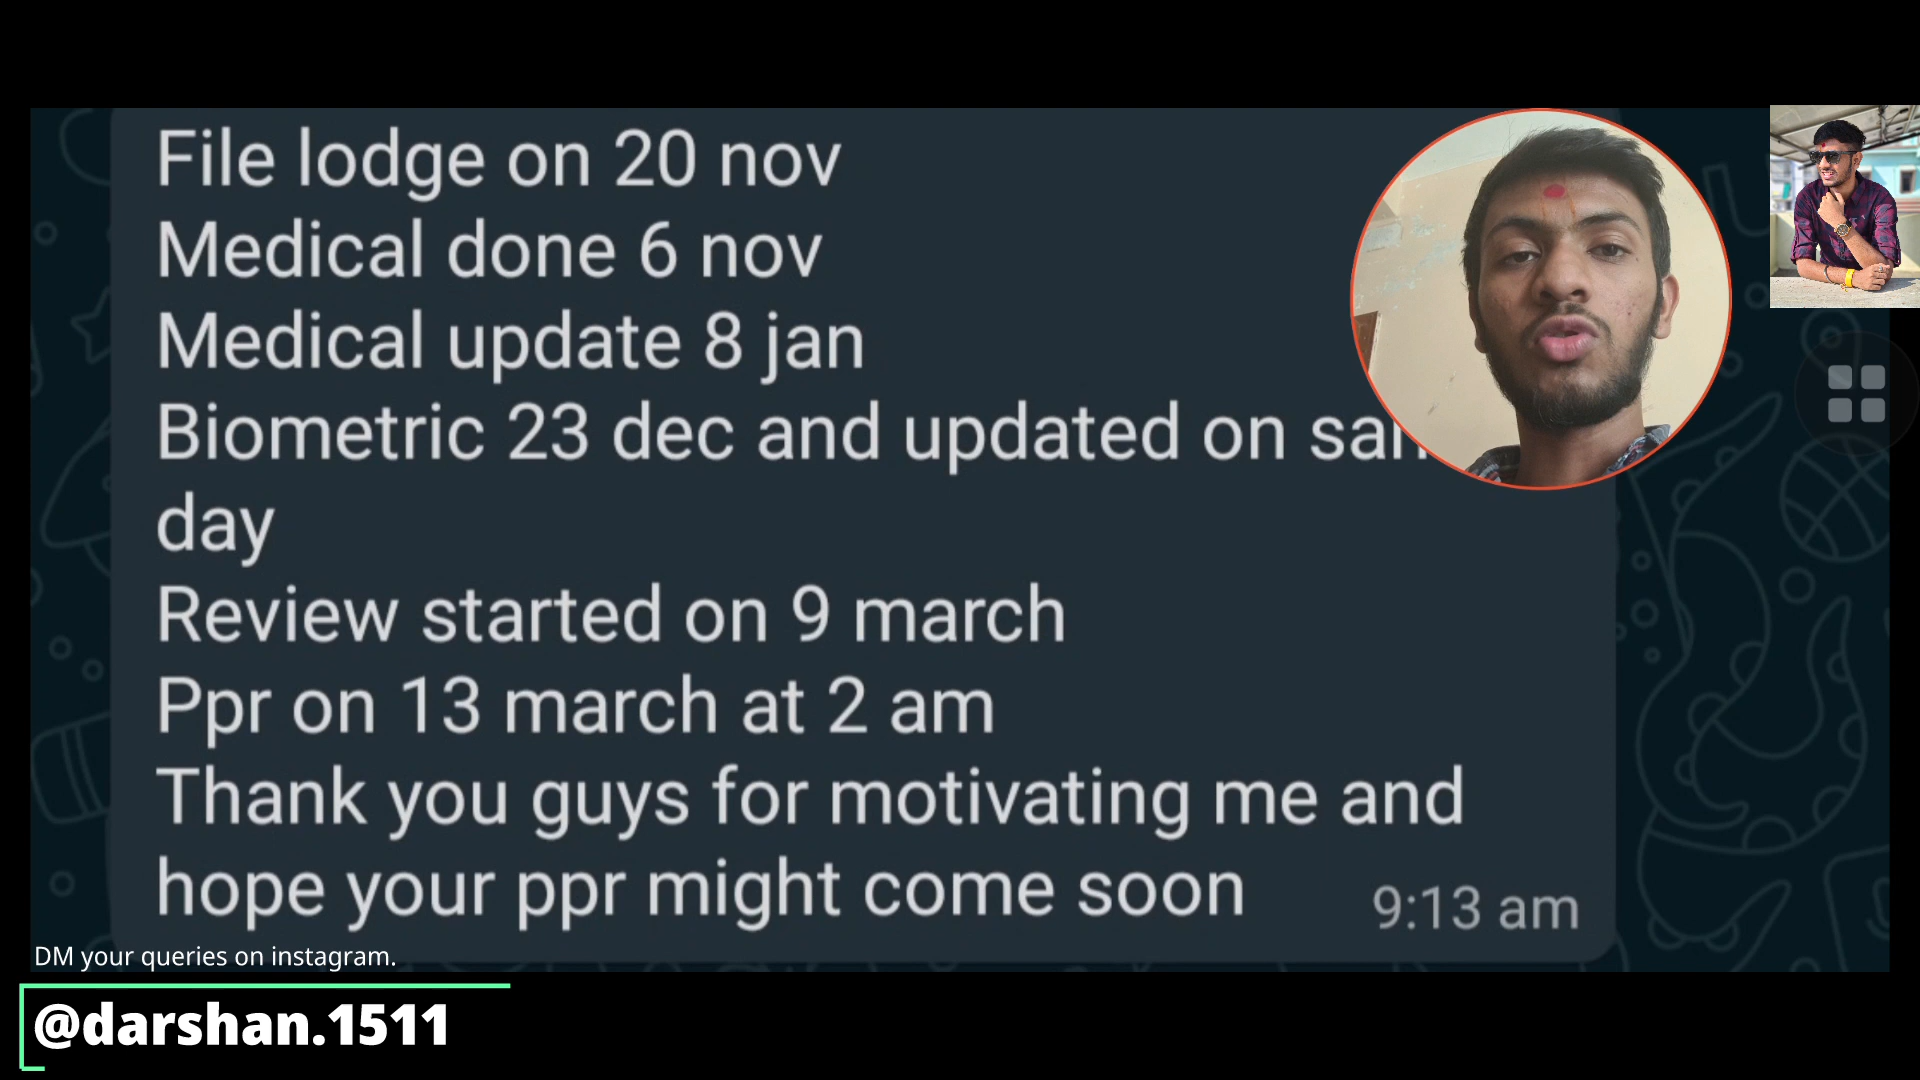 File lodge on 20 nov
Medical done 6 nov
Medical update 8 jan
Biometric 23 dec and updated on
day
Review started on 9 march
Ppr on 13 march at 2 am
Thank you guys for motivating me and
hope your ppr might come soon
9:13 am
DM your queries on instagram.
@darshan.1511